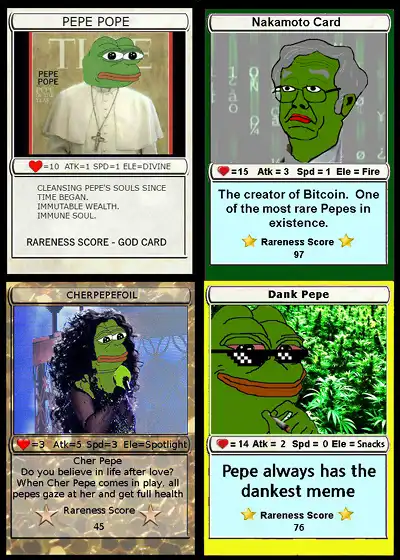 PEPE POPE
TIME
PEPE
POPE
=10 Atk=1 SPD=1 ELE=DIVINE
CLEANSING PEPE'S SOULS SINCE
TIME BEGAN.
IMMUTABLE WEALTH.
IMMUNE SOUL.
RARENESS SCORE - GOD CARD
Nakamoto Card
=15 Atk = 3 Spd = 1 Ele = Fire
The creator of Bitcoin. One
of the most rare Pepes in
existence.
Rareness Score
97
CHERPEPEFOIL
=3 Atk=5 Spd=3 Ele=Spotlight
Cher Pepe
Do you believe in life after love?
When Cher Pepe comes in play, all
pepes gaze at her and get full health
Rareness Score
45
Dank Pepe
= 14 Atk = 2 Spd = 0 Ele = Snacks
Pepe always has the
dankest meme
Rareness Score
76